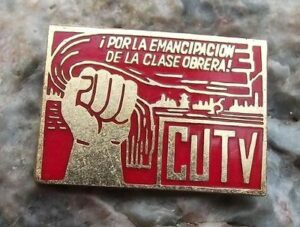 ¡POR LA EMANCIPACION
DE LA CLASE OBRERA!
CUTV